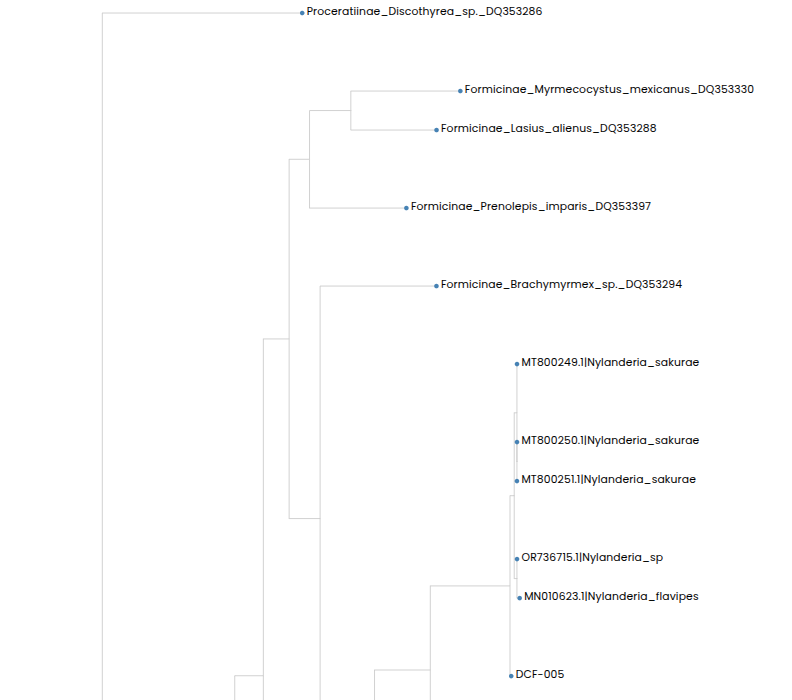 Proceratiinae_Discothyrea_sp._DQ353286
Formicinae_Myrmecocystus_mexicanus_DQ353330
Formicinae_Lasius_alienus_DQ353288
Formicinae_Prenolepis_imparis_DQ353397
Formicinae_Brachymyrmex_sp._DQ353294
MT800249.1|Nylanderia_sakurae
MT800250.1|Nylanderia_sakurae
MT800251.1|Nylanderia_sakurae
OR736715.1|Nylanderia_sp
MN010623.1|Nylanderia_flavipes
DCF-005